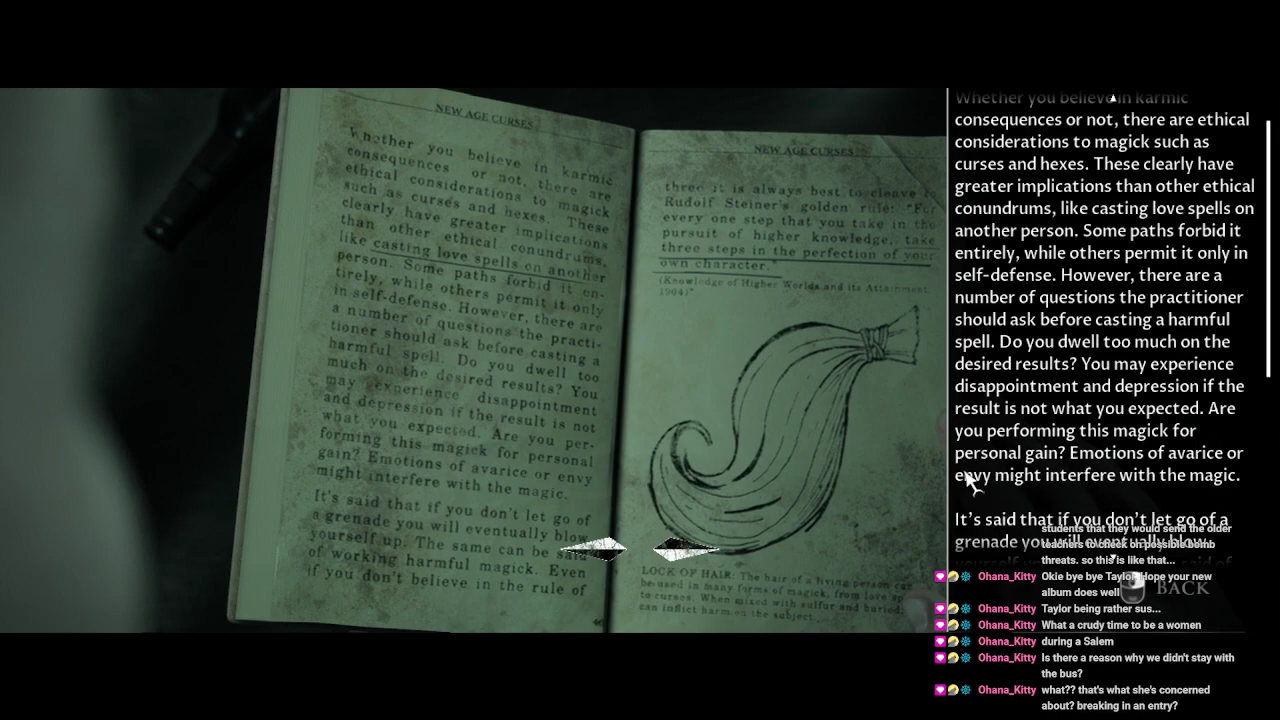 NEW AGE CURSES
Whether you believe in karmic
consequences or not, there are
ethical considerations to magick
such as curses and hexes. These
clearly have greater implications
than other ethical conundrums,
like casting love spells on another
person. Some paths forbid it en-
tirely, while others permit it only
in self-defense. However, there are
a number of questions the practi-
tioner should ask before casting a
harmful spell. Do you dwell too
much on the desired results? You
may experience disappointment
and depression if the result is not
what you expected. Are you per-
forming this magick for personal
gain? Emotions of avarice or envy
might interfere with the magic.
It's said that if you don't let go of
a grenade you will eventually blow
yourself up. The same can be said
of working harmful magick. Even
if you don't believe in the rule of
NEW AGE CURSES
three it is always best to cleave to
Rudolf Steiner's golden rule: "For
every one step that you take in the
pursuit of higher knowledge, take
three steps in the perfection of your
own character."
(Knowledge of Higher Worlds and its Attainment,
1904)"
LOCK OF HAIR: The hair of a living person can
be used in many forms of magick, from love sp
to curses. When mixed with sulfur and buried,
can inflict harm on the subject.
Whether you believe in karmic
consequences or not, there are ethical
considerations to magick such as
curses and hexes. These clearly have
greater implications than other ethical
conundrums, like casting love spells on
another person. Some paths forbid it
entirely, while others permit it only in
self-defense. However, there are a
number of questions the practitioner
should ask before casting a harmful
spell. Do you dwell too much on the
desired results? You may experience
disappointment and depression if the
result is not what you expected. Are
you performing this magick for
personal gain? Emotions of avarice or
envy might interfere with the magic.
It's said that if you don't let go of a
grenade you will eventually blow
students that they would send the older
teachers to check on possible bomb
threats. so this is like that...
Ohana_Kitty Okie bye bye Taylor. Hope your new
album does well
BACK
Ohana_Kitty Taylor being rather sus...
Ohana_Kitty What a crudy time to be a women
Ohana_Kitty during a Salem
Ohana_Kitty Is there a reason why we didn't stay with
the bus?
Ohana_Kitty what?? that's what she's concerned
about? breaking in an entry?